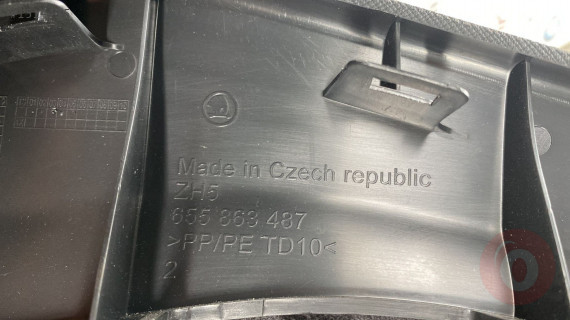 Made in Czech republic
ZH5
655 863 487
>PP/PE TD10<
2